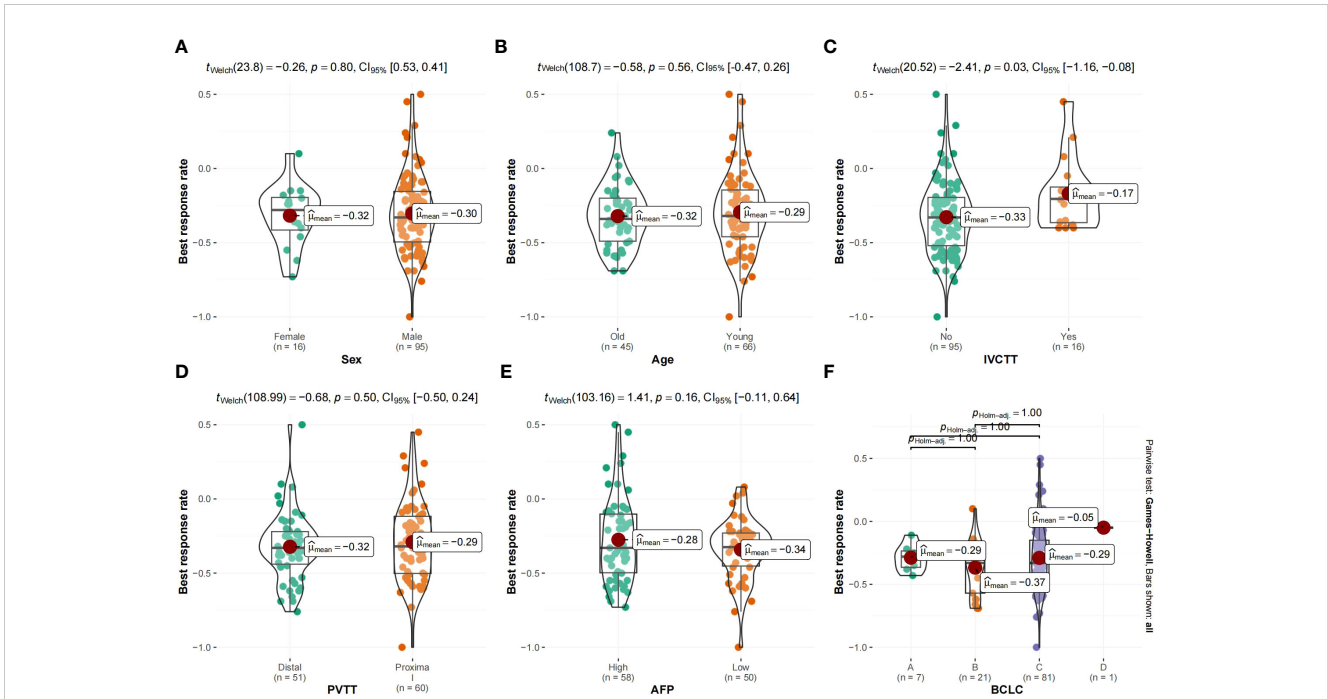 A
t Welch(23.8) = −0.26, p = 0.80, CI95% [0.53, 0.41]
Best response rate
0.5
0.0
−0.5
−1.0
μ̂mean = −0.32
μ̂mean = −0.30
Female
(n = 16)
Male
(n = 95)
Sex
B
t Welch(108.7) = −0.58, p = 0.56, CI95% [-0.47, 0.26]
Best response rate
0.5
0.0
−0.5
−1.0
μ̂mean = −0.32
μ̂mean = −0.29
Old
(n = 45)
Young
(n = 66)
Age
C
t Welch(20.52) = −2.41, p = 0.03, CI95% [−1.16, −0.08]
Best response rate
0.5
0.0
−0.5
−1.0
μ̂mean = −0.33
μ̂mean = −0.17
No
(n = 95)
Yes
(n = 16)
IVCTT
D
t Welch(108.99) = −0.68, p = 0.50, CI95% [−0.50, 0.24]
Best response rate
0.5
0.0
−0.5
−1.0
μ̂mean = −0.32
μ̂mean = −0.29
Distal
(n = 51)
Proxima
l
(n = 60)
PVTT
E
t Welch(103.16) = 1.41, p = 0.16, CI95% [−0.11, 0.64]
Best response rate
0.5
0.0
−0.5
−1.0
μ̂mean = −0.28
μ̂mean = −0.34
High
(n = 58)
Low
(n = 50)
AFP
F
pHolm−adj. = 1.00
pHolm−adj. = 1.00
pHolm−adj. = 1.00
Best response rate
0.5
0.0
−0.5
−1.0
μ̂mean = −0.29
μ̂mean = −0.37
μ̂mean = −0.29
μ̂mean = −0.05
A
(n = 7)
B
(n = 21)
C
(n = 81)
D
(n = 1)
BCLC
Pairwise test: Games−Howell, Bars shown: all